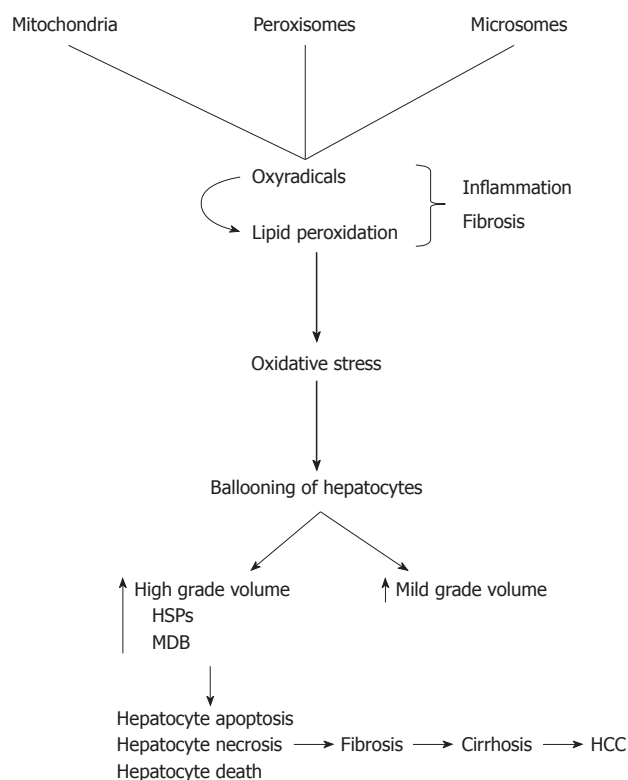 Mitochondria Peroxisomes Microsomes
Oxyradicals
Inflammation
Fibrosis
Lipid peroxidation
Oxidative stress
Ballooning of hepatocytes
High grade volume Mild grade volume
HSPs
MDB
Hepatocyte apoptosis
Hepatocyte necrosis Fibrosis Cirrhosis HCC
Hepatocyte death